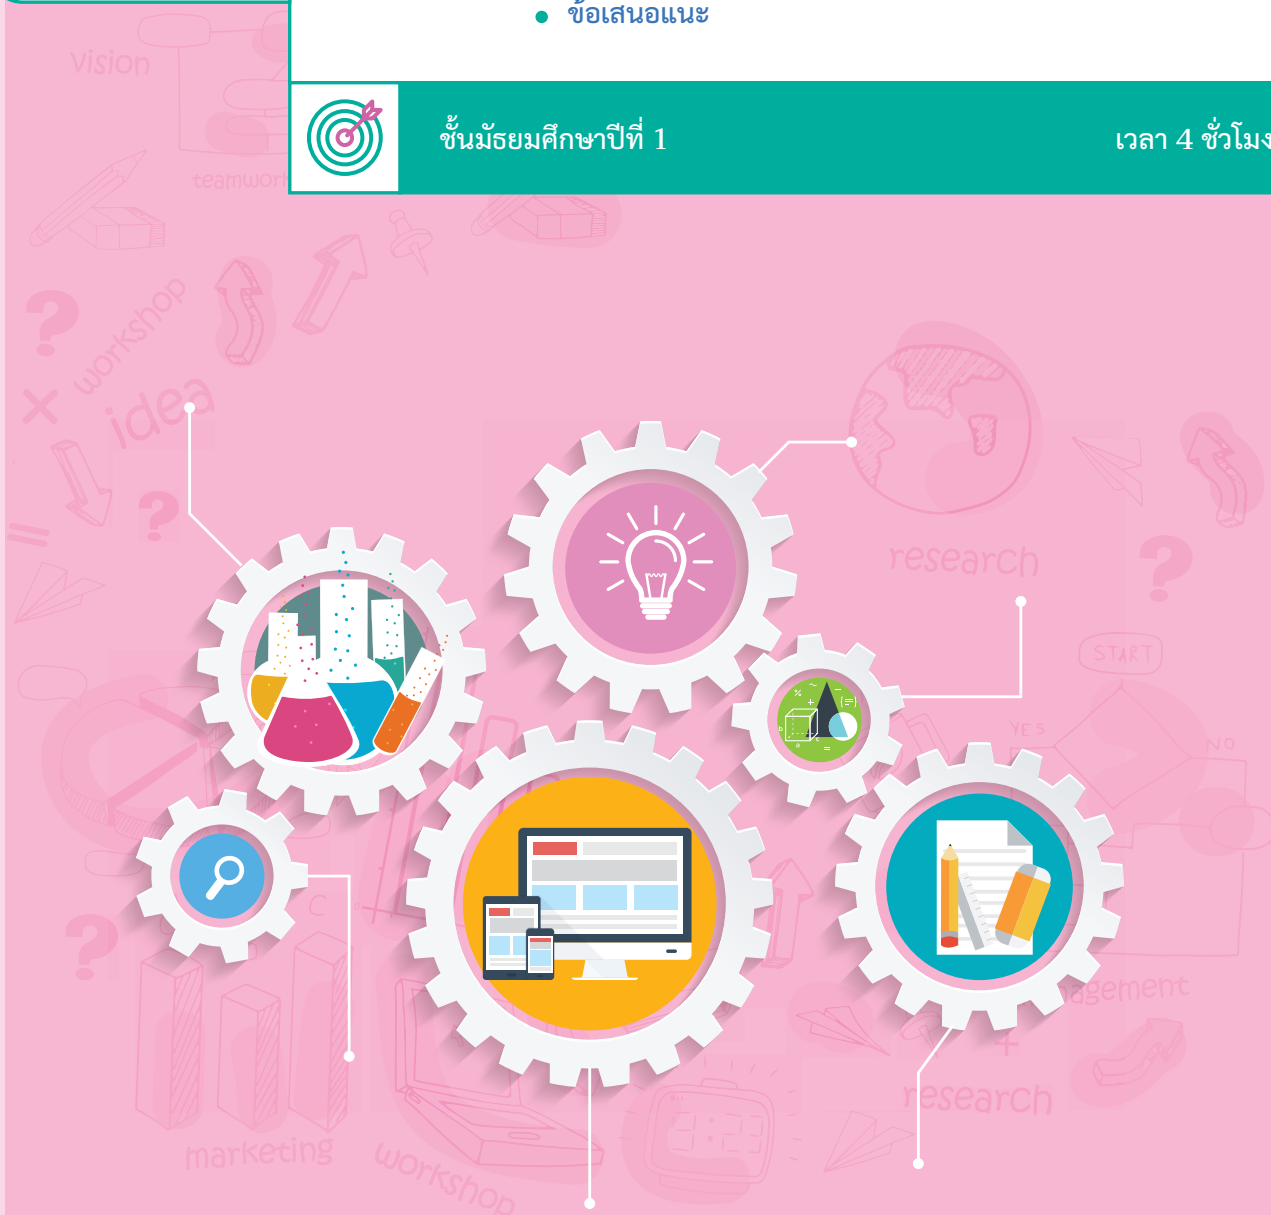 ข้อเสนอแนะ
ชั้นมัธยมศึกษาปีที่ 1
เวลา 4 ชั่วโมง
vision
teamwork
workshop
idea
research
START
YES
NO
C
agement
research
marketing
workshop